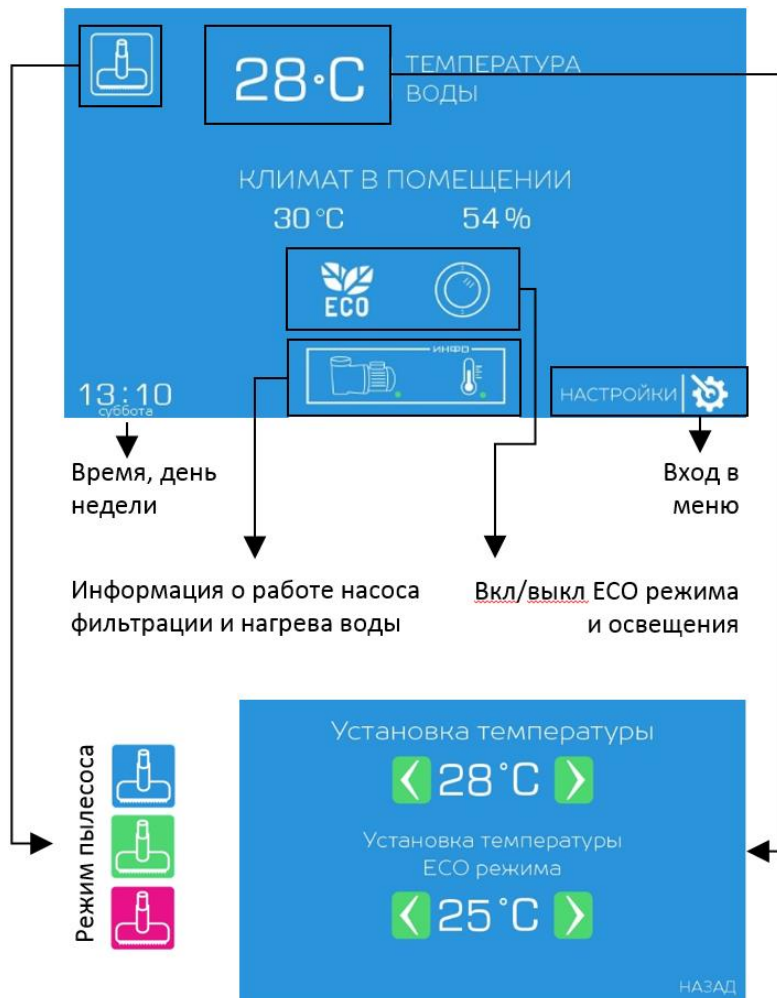 28°C
ТЕМПЕРАТУРА
ВОДЫ
КЛИМАТ В ПОМЕЩЕНИИ
30°C 54%
ECO
ИНФО
13:10
суббота
НАСТРОЙКИ
Время, день
недели
Вход в
меню
Информация о работе насоса
фильтрации и нагрева воды
Вкл/выкл ECO режима
и освещения
Режим пылесоса
Установка температуры
28°C
Установка температуры
ECO режима
25°C
НАЗАД